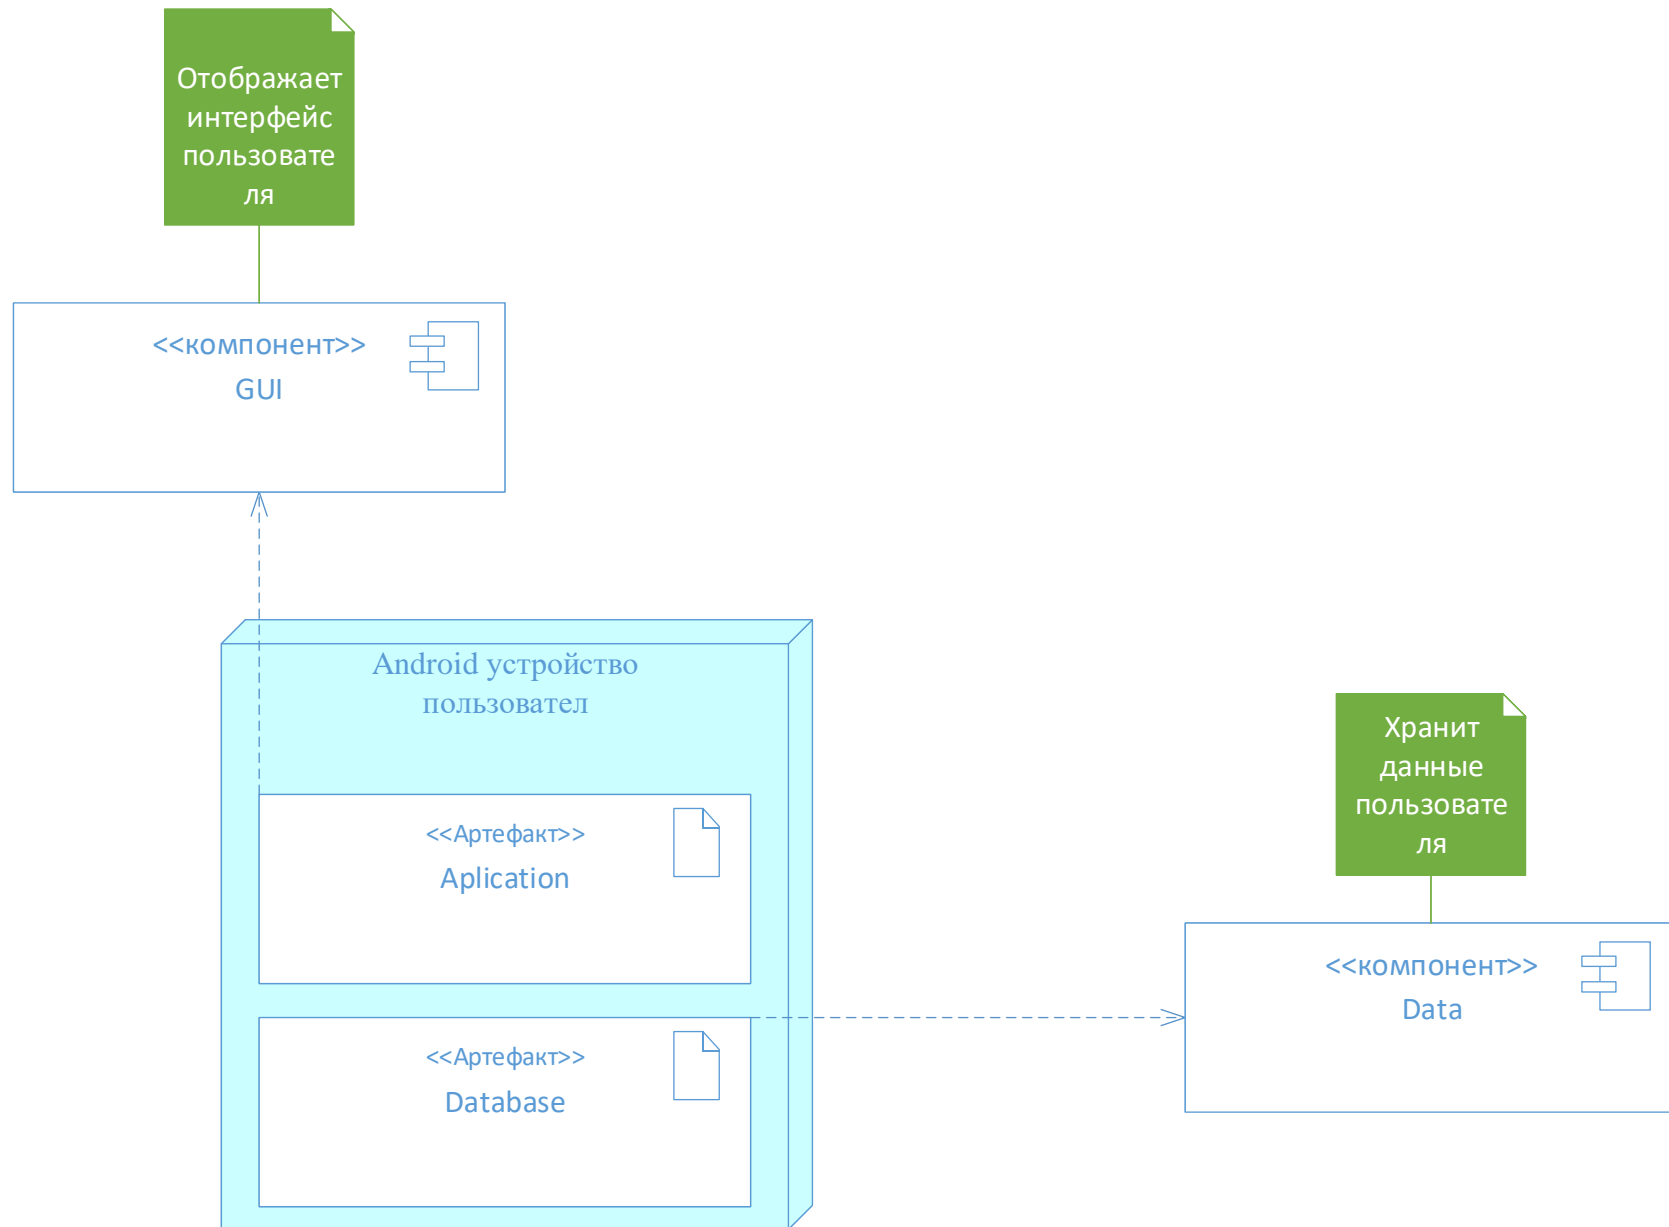 Отображает
интерфейс
пользовате
ля
<<компонент>>
GUI
Android устройство
пользовател
<<Артефакт>>
Aplication
<<Артефакт>>
Database
Хранит
данные
пользовате
ля
<<компонент>>
Data